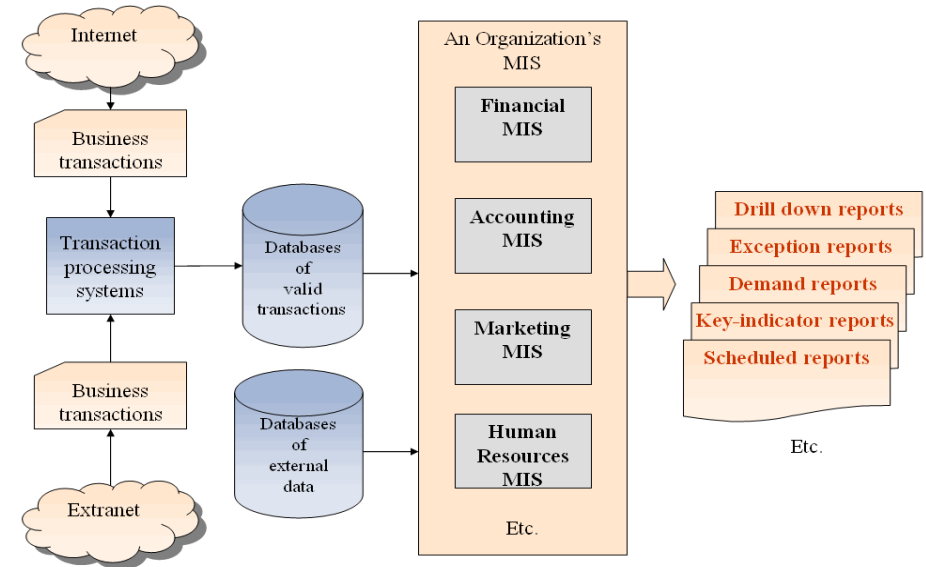 Internet
Business
transactions
Transaction
processing
systems
Business
transactions
Extranet
Databases
of
valid
transactions
Databases
of
external
data
An Organization's
MIS
Financial
MIS
Accounting
MIS
Marketing
MIS
Human
Resources
MIS
Etc.
Drill down reports
Exception reports
Demand reports
Key-indicator reports
Scheduled reports
Etc.